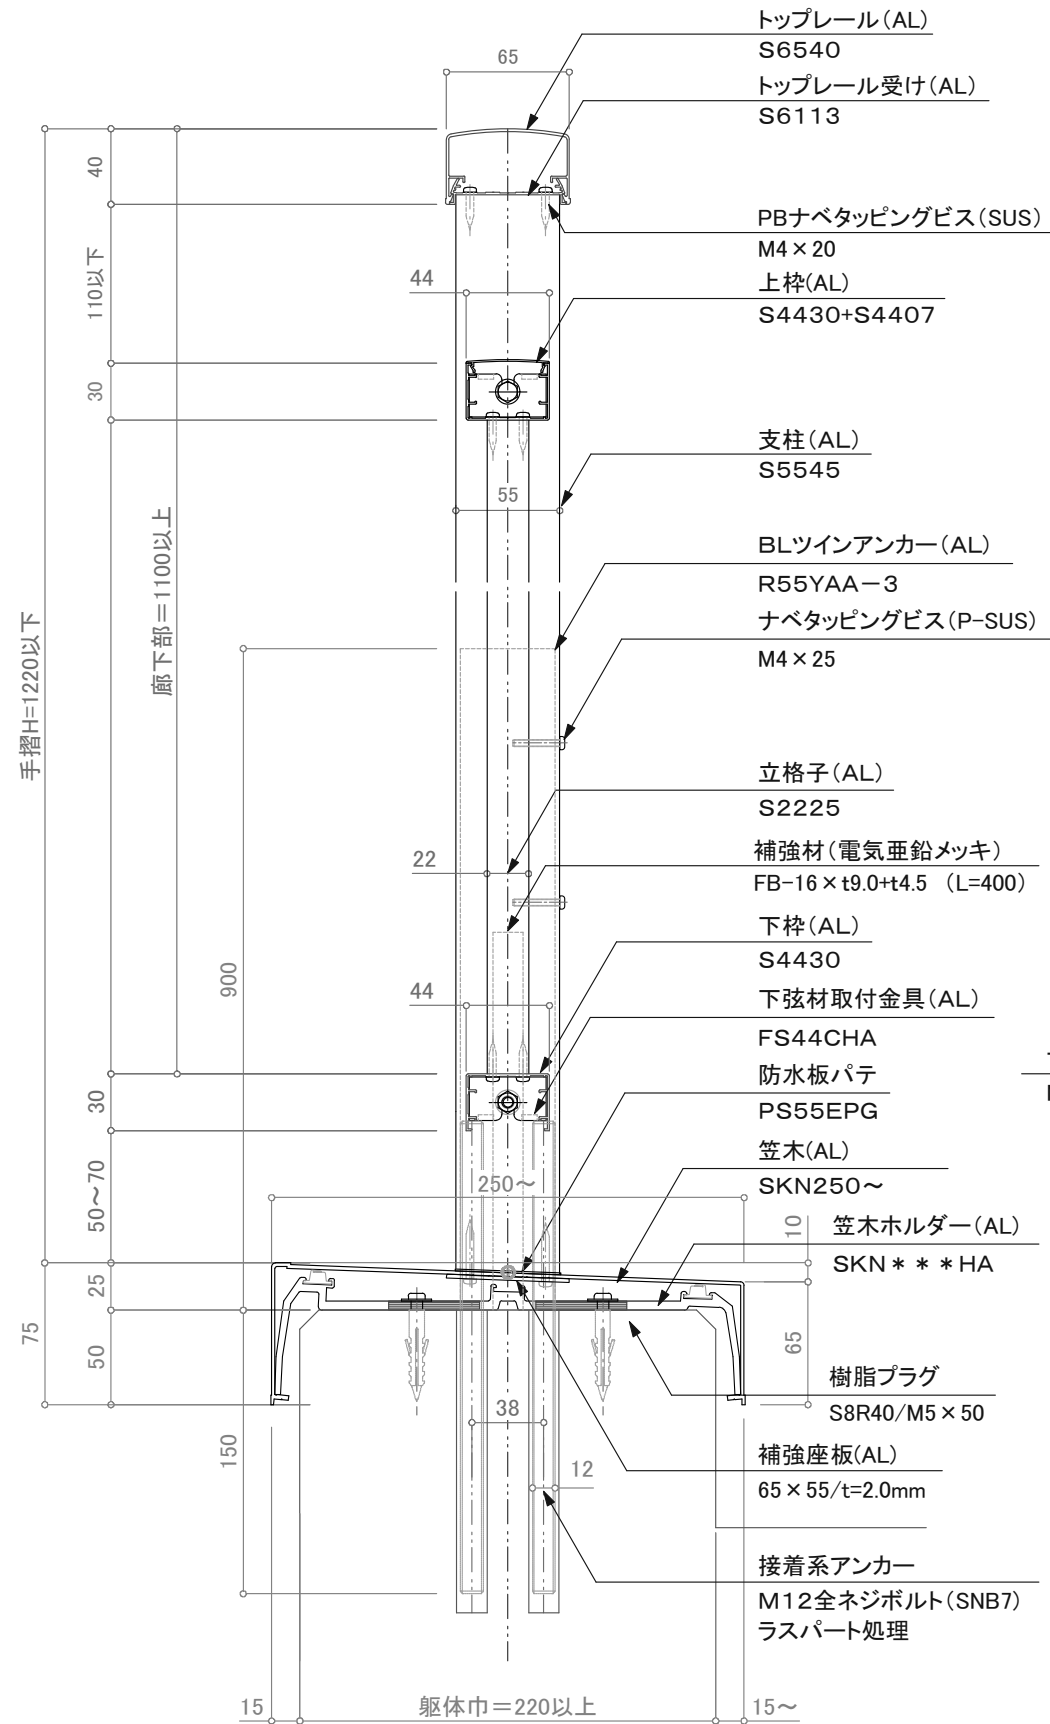 トップレール（AL）
S6540
65
トップレール受け（AL）
S6113
40
PBナベタッピングビス（SUS）
M4×20
110以下
44
上枠(AL)
S4430+S4407
30
支柱（AL）
S5545
55
BLツインアンカー（AL）
R55YAA－3
廊下部＝1100以上
手摺H=1220以下
ナベタッピングビス（P-SUS）
M4×25
立格子（AL）
S2225
22
補強材（電気亜鉛メッキ）
FB-16×t9.0+t4.5 （L=400）
下枠（AL）
S4430
900
44
下弦材取付金具（AL）
FS44CHA
防水板パテ
PS55EPG
30
笠木(AL)
SKN250～
50～70
250～
10
笠木ホルダー（AL）
SKN＊＊＊HA
25
75
50
65
樹脂プラグ
S8R40/M5×50
38
150
補強座板(AL)
65×55/t=2.0mm
12
接着系アンカー
M12全ネジボルト（SNB7）
ラスパート処理
15
躯体巾＝220以上
15～